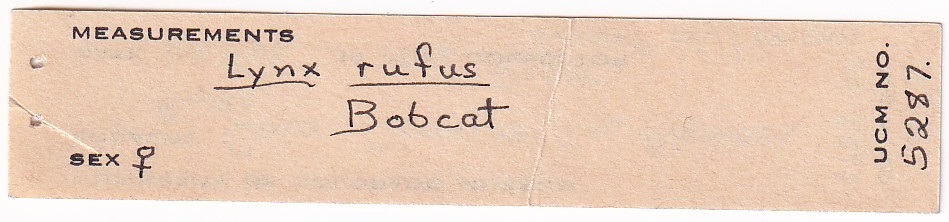 MEASUREMENTS
Lynx rufus
Bobcat
SEX ♀
UCM NO.
5287.